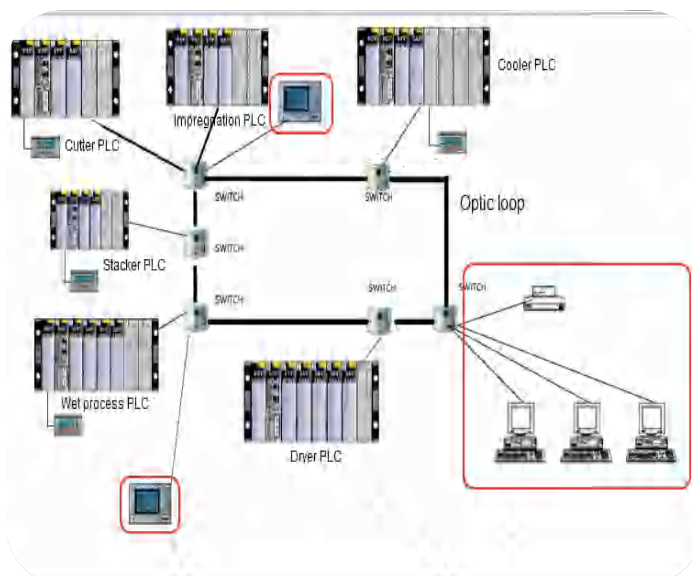 Cooler PLC
Impregnation PLC
Cutter PLC
SWITCH
SWITCH
Optic loop
SWITCH
Stacker PLC
SWITCH
SWITCH
SWITCH
Wet process PLC
Dryer PLC